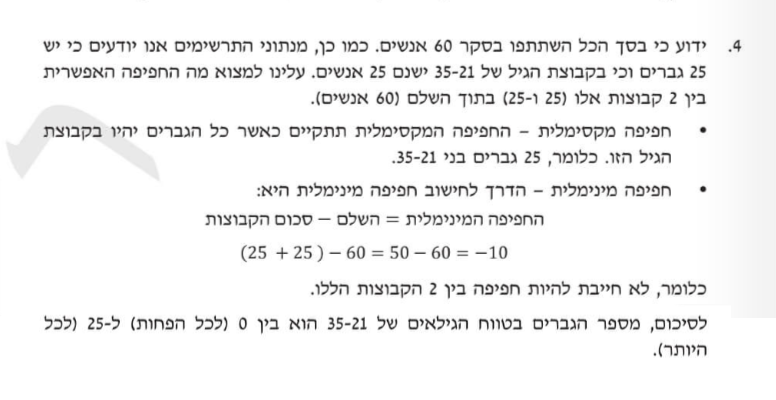 4. ידוע כי בסך הכל השתתפו בסקר 60 אנשים. כמו כן, מנתוני התרשימים אנו יודעים כי יש
25 גברים וכי בקבוצת הגיל של 35-21 ישנם 25 אנשים. עלינו למצוא מה החפיפה האפשרית
בין 2 קבוצות אלו (25 ו-25) בתוך השלם (60 אנשים).
• חפיפה מקסימלית – החפיפה המקסימלית תתקיים כאשר כל הגברים יהיו בקבוצת
הגיל הזו. כלומר, 25 גברים בני 35-21.
• חפיפה מינימלית – הדרך לחישוב חפיפה מינימלית היא:
החפיפה המינימלית = השלם – סכום הקבוצות
(25 + 25 ) – 60 = 50 – 60 = −10
כלומר, לא חייבת להיות חפיפה בין 2 הקבוצות הללו.
לסיכום, מספר הגברים בטווח הגילאים של 35-21 הוא בין 0 (לכל הפחות) ל-25 (לכל
היותר).